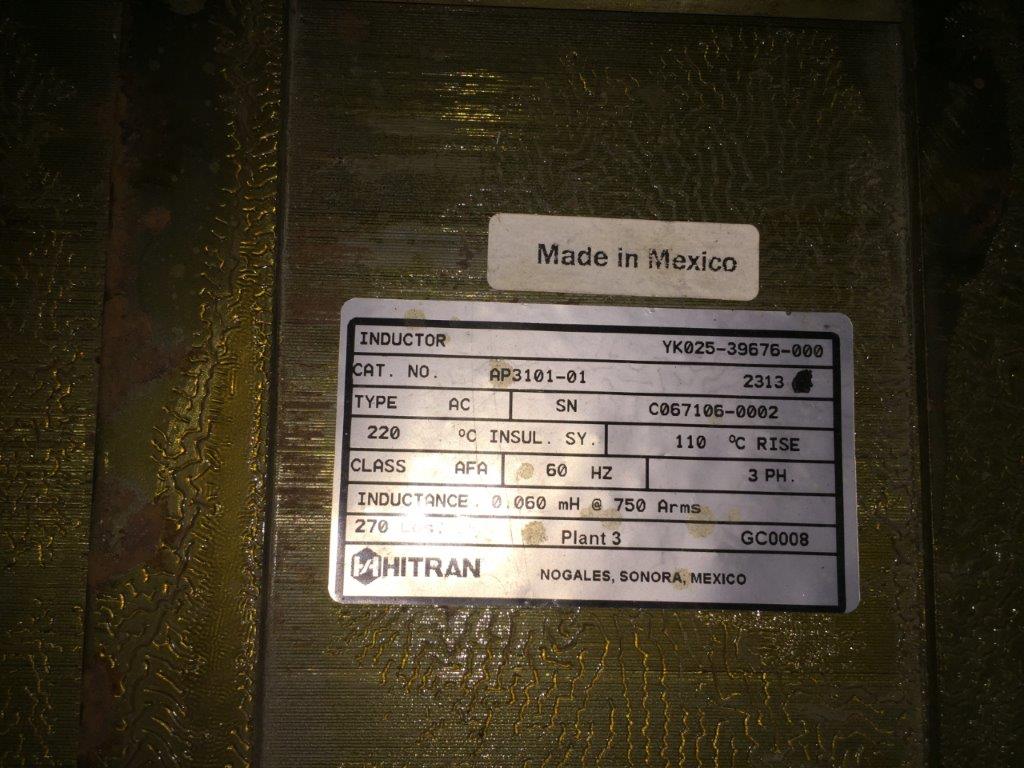 Made in Mexico
INDUCTOR YK025-39676-000
CAT. NO. AP3101-01 2313
TYPE AC SN C067106-0002
220 °C INSUL. SY. 110 °C RISE
CLASS AFA 60 HZ 3 PH.
INDUCTANCE. 0.060 mH @ 750 Arms
270 Plant 3 GC0008
HITRAN NOGALES, SONORA, MEXICO